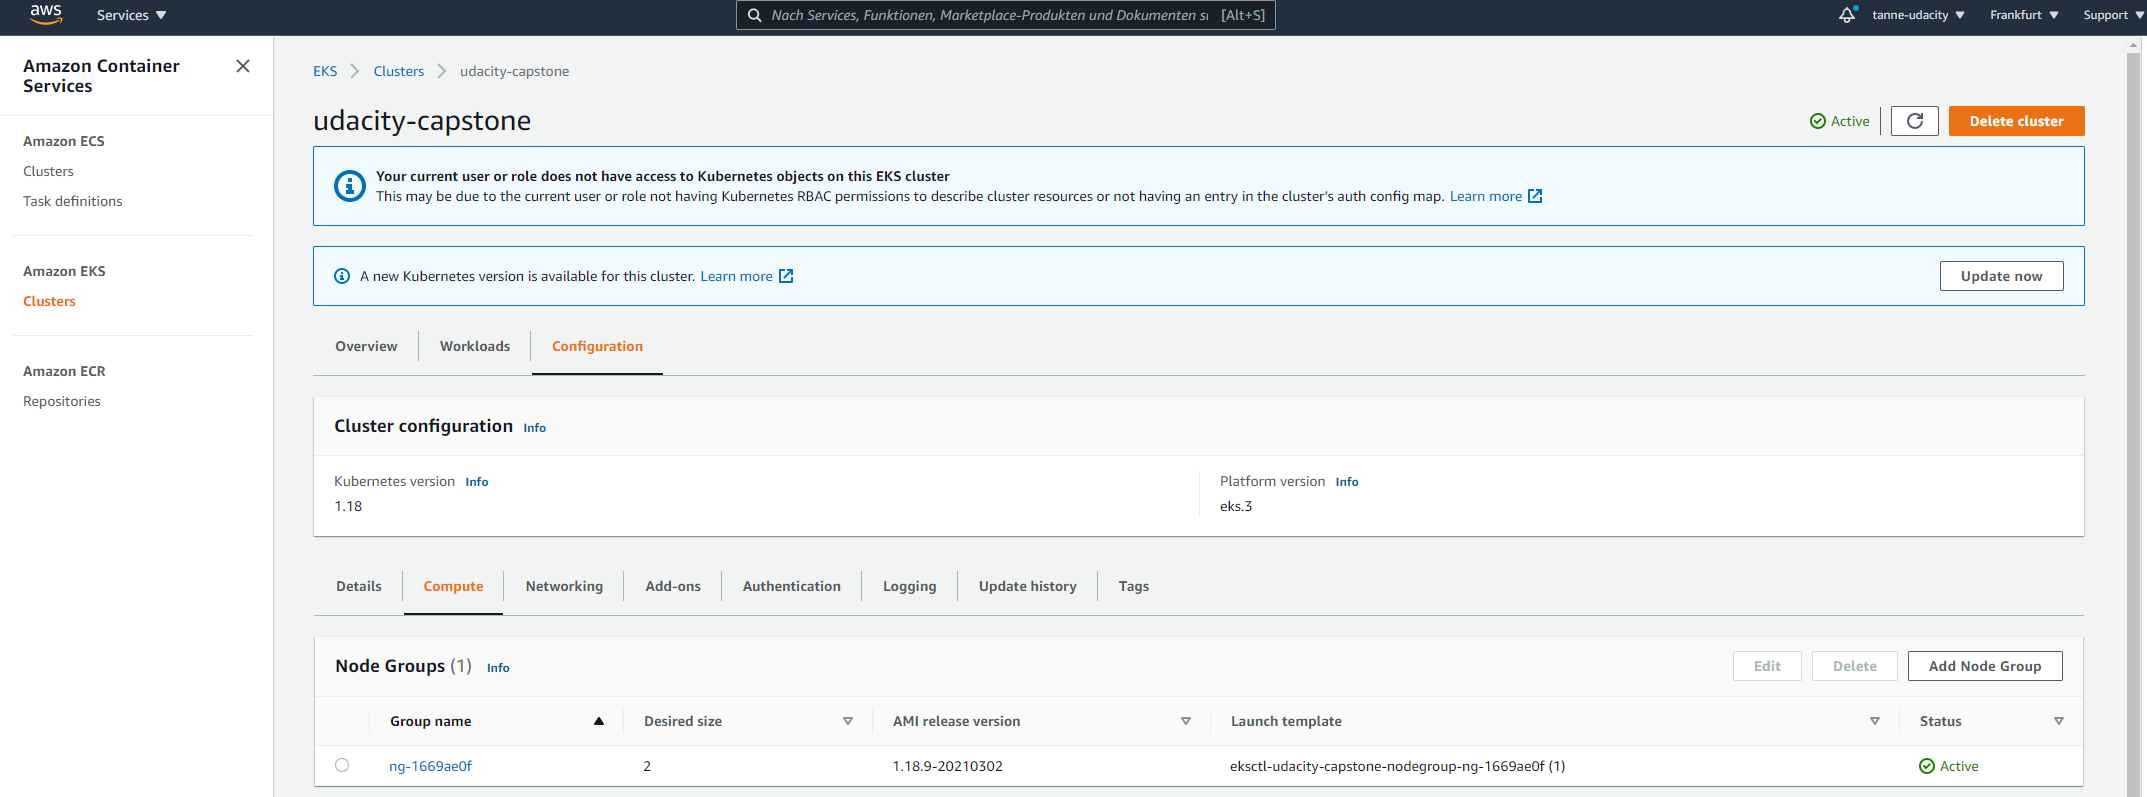 aws
Services
Nach Services, Funktionen, Marketplace-Produkten und Dokumenten s [Alt+S]
tanne-udacity
Frankfurt
Support
Amazon Container
Services
Amazon ECS
Clusters
Task definitions
Amazon EKS
Clusters
Amazon ECR
Repositories
EKS
Clusters
udacity-capstone
udacity-capstone
Active
Delete cluster
Your current user or role does not have access to Kubernetes objects on this EKS cluster
This may be due to the current user or role not having Kubernetes RBAC permissions to describe cluster resources or not having an entry in the cluster's auth config map. Learn more
A new Kubernetes version is available for this cluster. Learn more
Update now
Overview
Workloads
Configuration
Cluster configuration Info
Kubernetes version Info
1.18
Platform version Info
eks.3
Details
Compute
Networking
Add-ons
Authentication
Logging
Update history
Tags
Node Groups (1) Info
Edit
Delete
Add Node Group
Group name
Desired size
AMI release version
Launch template
Status
ng-1669ae0f
2
1.18.9-20210302
eksctl-udacity-capstone-nodegroup-ng-1669ae0f (1)
Active